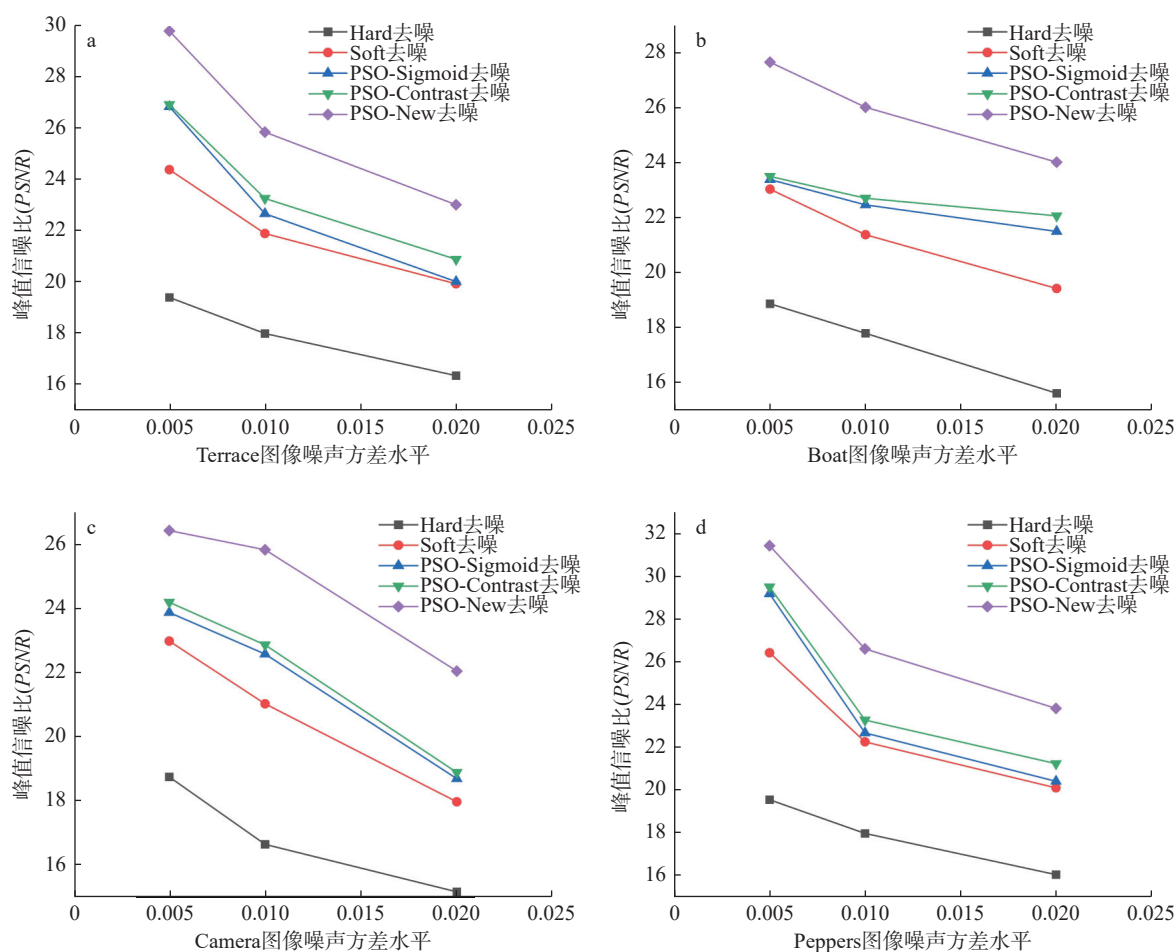 a
Hard去噪
Soft去噪
PSO-Sigmoid去噪
PSO-Contrast去噪
PSO-New去噪
峰值信噪比(PSNR)
30
28
26
24
22
20
18
16
0
0.005
0.010
0.015
0.020
0.025
Terrace图像噪声方差水平
b
Hard去噪
Soft去噪
PSO-Sigmoid去噪
PSO-Contrast去噪
PSO-New去噪
峰值信噪比(PSNR)
28
26
24
22
20
18
16
0
0.005
0.010
0.015
0.020
0.025
Boat图像噪声方差水平
c
Hard去噪
Soft去噪
PSO-Sigmoid去噪
PSO-Contrast去噪
PSO-New去噪
峰值信噪比(PSNR)
26
24
22
20
18
16
0
0.005
0.010
0.015
0.020
0.025
Camera图像噪声方差水平
d
Hard去噪
Soft去噪
PSO-Sigmoid去噪
PSO-Contrast去噪
PSO-New去噪
峰值信噪比(PSNR)
32
30
28
26
24
22
20
18
16
0
0.005
0.010
0.015
0.020
0.025
Peppers图像噪声方差水平